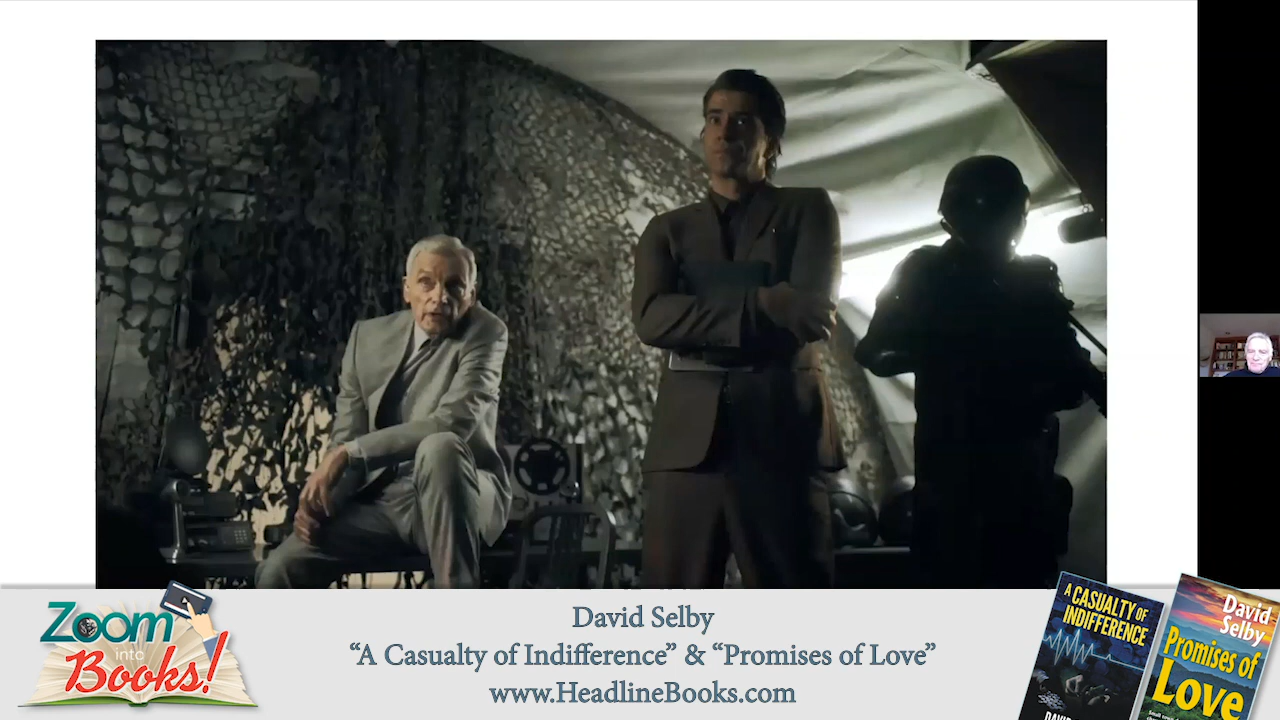 Zoom
into
Books!
David Selby
“A Casualty of Indifference” & “Promises of Love”
www.HeadlineBooks.com
A CASUALTY OF
INDIFFERENCE
David
Selby
Promises of
Love